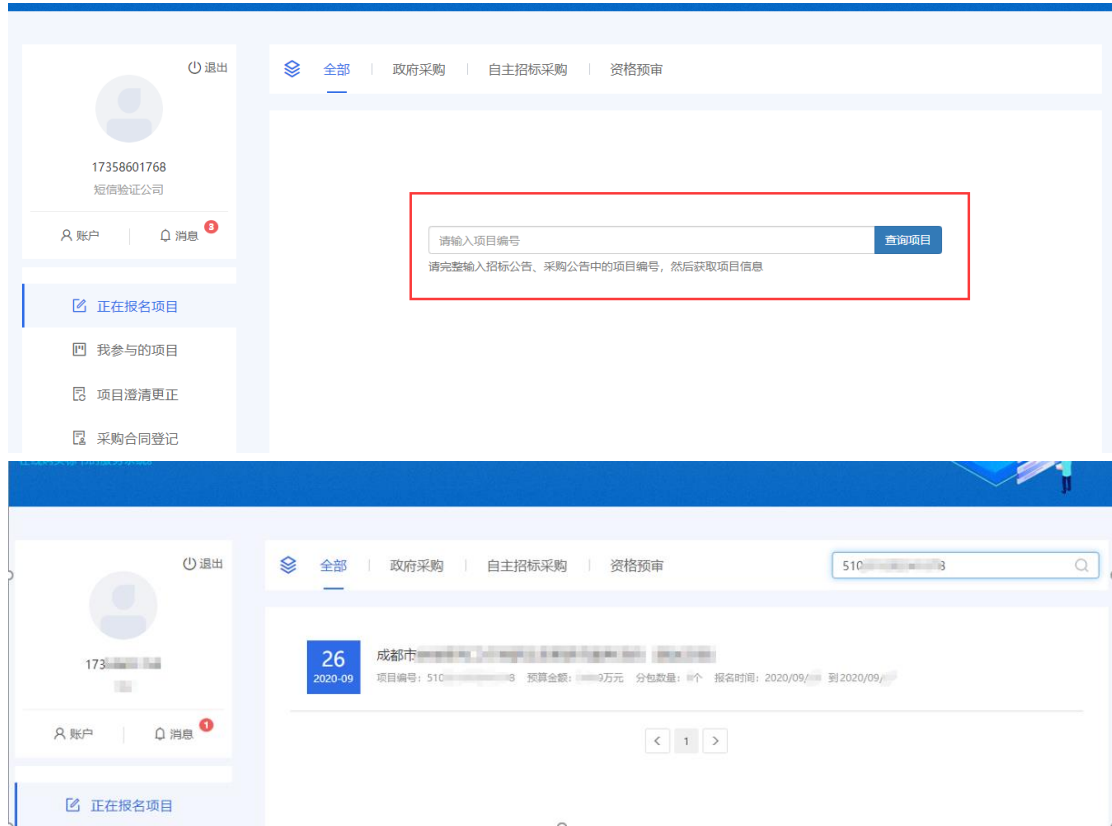 退出
全部 政府采购 自主招标采购 资格预审
17358601768
短信验证公司
账户 消息 3
请输入项目编号 查询项目
请完整输入招标公告、采购公告中的项目编号，然后获取项目信息
正在报名项目
我参与的项目
项目澄清更正
采购合同登记
退出
全部 政府采购 自主招标采购 资格预审 510 8
173
26
2020-09
成都市
项目编号：510 8 预算金额： 9万元 分包数量： 个 报名时间：2020/09/ 到2020/09/
账户 消息 1
< 1 >
正在报名项目